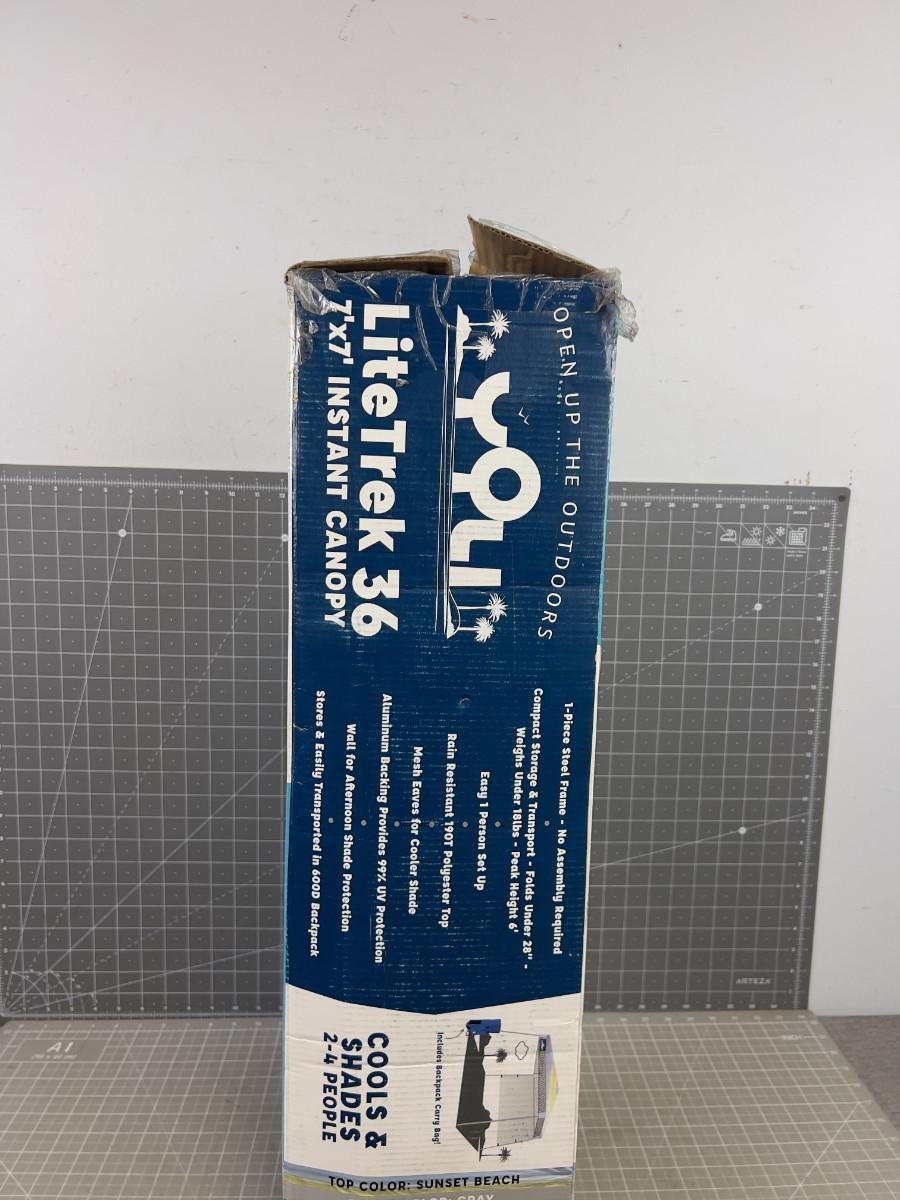 OPEN UP THE OUTDOORS
YOLI
LiteTrek 36
7'x7' INSTANT CANOPY
1-Piece Steel Frame - No Assembly Required
Compact Storage & Transport - Folds Under 28" -
Weighs Under 18lbs - Peak Height 6'
Easy 1 Person Set Up
Rain Resistant 190T Polyester Top
Mesh Eaves for Cooler Shade
Aluminum Backing Provides 99% UV Protection
Wall for Afternoon Shade Protection
Stores & Easily Transported in 600D Backpack
Includes Backpack Carry Bag!
COOLS &
SHADES
2-4 PEOPLE
TOP COLOR: SUNSET BEACH
GRAY
ARTEZA
A1